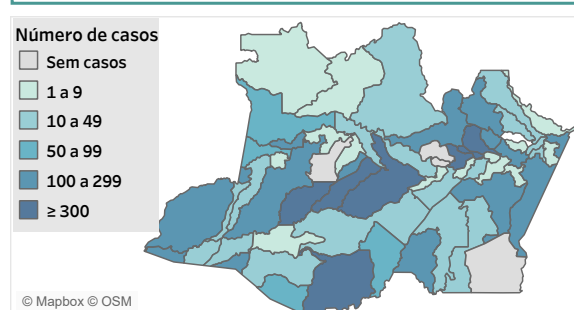 Número de casos
Sem casos
1 a 9
10 a 49
50 a 99
100 a 299
≥ 300
© Mapbox © OSM